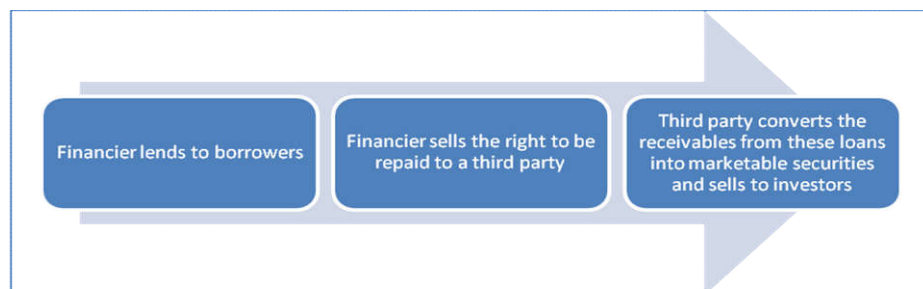 Financier lends to borrowers
Financier sells the right to be
repaid to a third party
Third party converts the
receivables from these loans
into marketable securities
and sells to investors